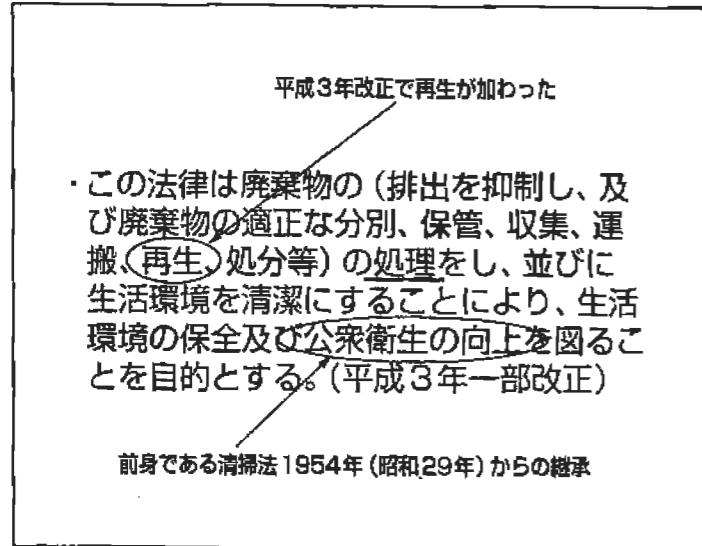 平成3年改正で再生が加わった
・この法律は廃棄物の（排出を抑制し、及
び廃棄物の適正な分別、保管、収集、運
搬、再生、処分等）の処理をし、並びに
生活環境を清潔にすることにより、生活
環境の保全及び公衆衛生の向上を図るこ
とを目的とする。（平成3年一部改正）
前身である清掃法1954年（昭和29年）からの継承